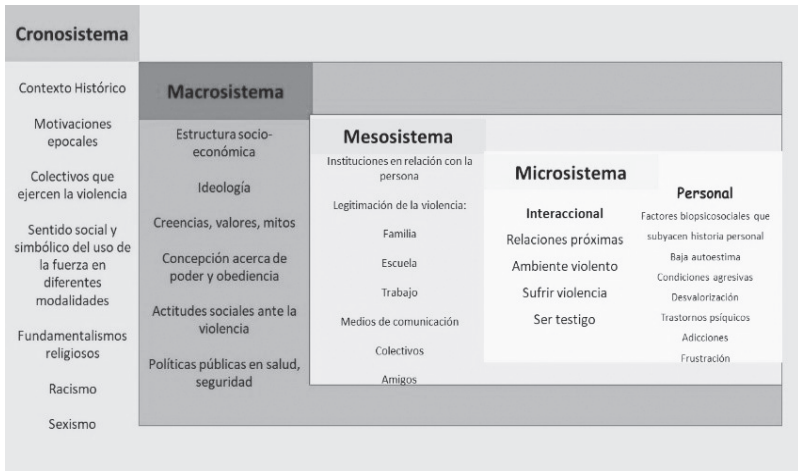 Cronosistema
Contexto Histórico
Motivaciones
epocales
Colectivos que
ejercen la violencia
Sentido social y
simbólico del uso de
la fuerza en
diferentes
modalidades
Fundamentalismos
religiosos
Racismo
Sexismo
Macrosistema
Estructura socio-
económica
Ideología
Creencias, valores, mitos
Concepción acerca de
poder y obediencia
Actitudes sociales ante la
violencia
Políticas públicas en salud,
seguridad
Mesosistema
Instituciones en relación con la
persona
Legitimación de la violencia:
Familia
Escuela
Trabajo
Medios de comunicación
Colectivos
Amigos
Microsistema
Interaccional
Relaciones próximas
Ambiente violento
Sufrir violencia
Ser testigo
Personal
Factores biopsicosociales que
subyacen historia personal
Baja autoestima
Condiciones agresivas
Desvalorización
Trastornos psíquicos
Adicciones
Frustración